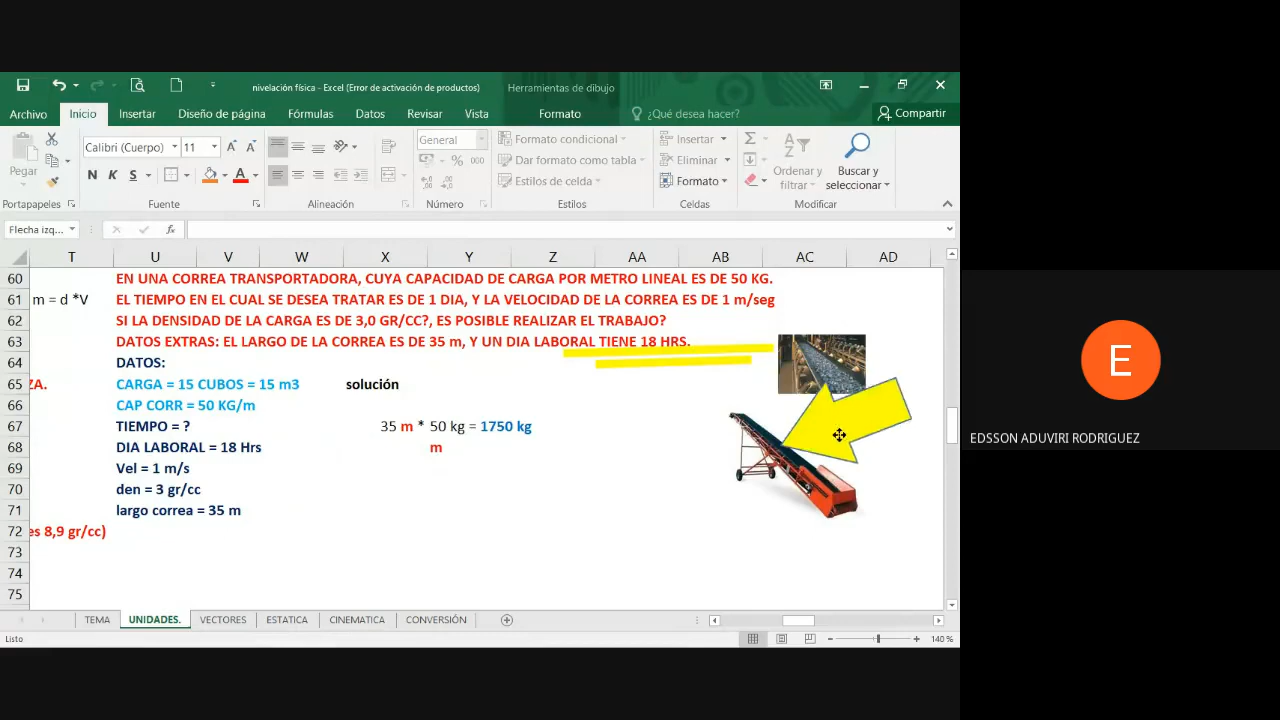 nivelación física - Excel (Error de activación de productos)
Herramientas de dibujo
Archivo
Inicio
Insertar
Diseño de página
Fórmulas
Datos
Revisar
Vista
Formato
¿Qué desea hacer?
Compartir
Pegar
Calibri (Cuerpo)
11
N K S
General
% 000
Formato condicional
Dar formato como tabla
Estilos de celda
Insertar
Eliminar
Formato
Ordenar y filtrar
Buscar y seleccionar
Portapapeles
Fuente
Alineación
Número
Estilos
Celdas
Modificar
Flecha izq...
fx
T U V W X Y Z AA AB AC AD
60 EN UNA CORREA TRANSPORTADORA, CUYA CAPACIDAD DE CARGA POR METRO LINEAL ES DE 50 KG.
61 m = d *V EL TIEMPO EN EL CUAL SE DESEA TRATAR ES DE 1 DIA, Y LA VELOCIDAD DE LA CORREA ES DE 1 m/seg
62 SI LA DENSIDAD DE LA CARGA ES DE 3,0 GR/CC?, ES POSIBLE REALIZAR EL TRABAJO?
63 DATOS EXTRAS: EL LARGO DE LA CORREA ES DE 35 m, Y UN DIA LABORAL TIENE 18 HRS.
64 DATOS:
65 ZA. CARGA = 15 CUBOS = 15 m3 solución
66 CAP CORR = 50 KG/m
67 TIEMPO = ? 35 m * 50 kg = 1750 kg
68 DIA LABORAL = 18 Hrs m
69 Vel = 1 m/s
70 den = 3 gr/cc
71 largo correa = 35 m
72 es 8,9 gr/cc)
73
74
75
TEMA
UNIDADES.
VECTORES
ESTATICA
CINEMATICA
CONVERSIÓN
Listo
140 %
E
EDSSON ADUVIRI RODRIGUEZ